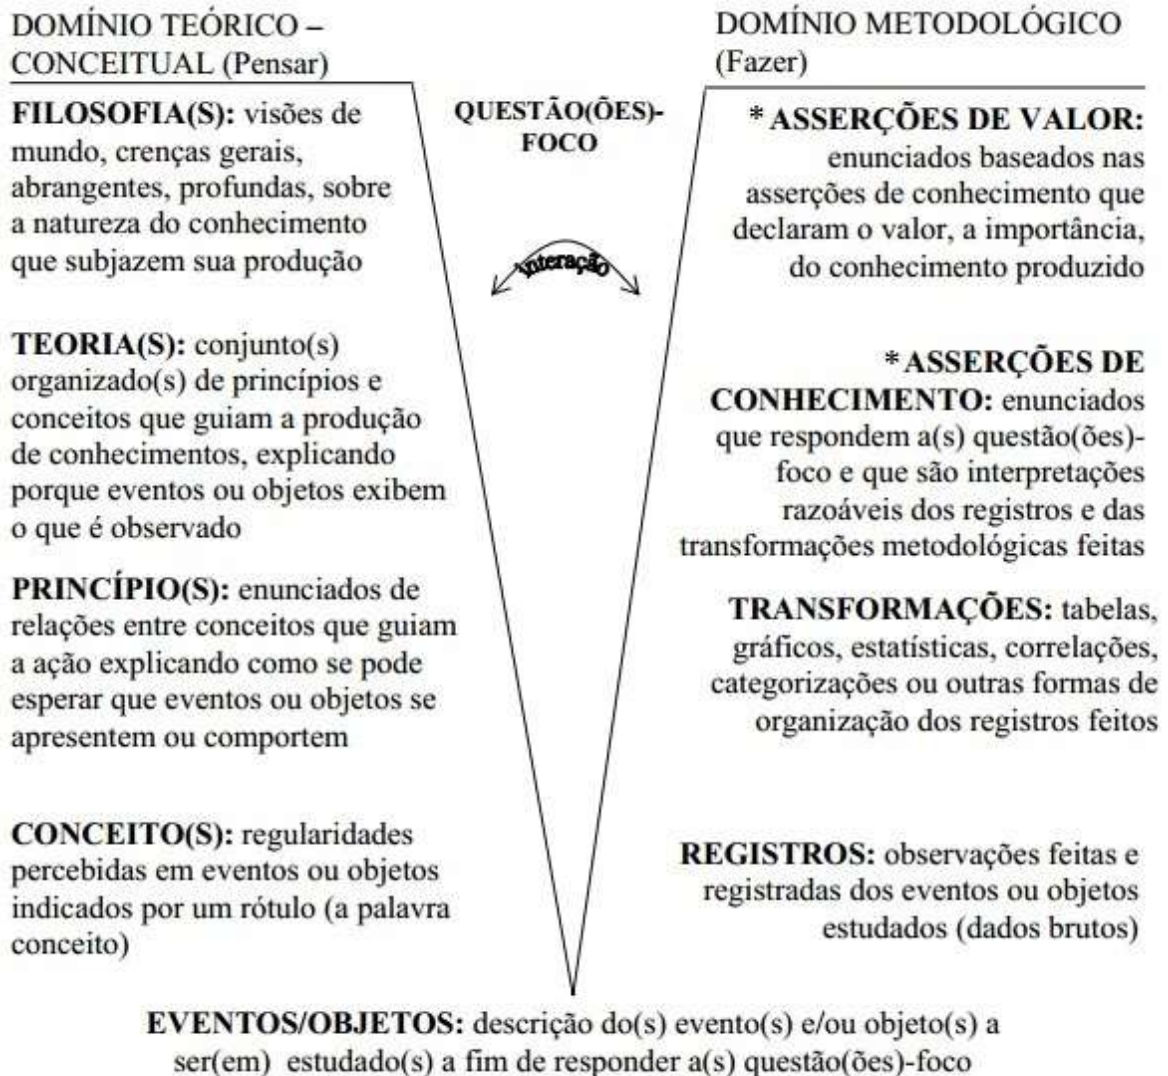 DOMÍNIO TEÓRICO –
CONCEITUAL (Pensar)
FILOSOFIA(S): visões de
mundo, crenças gerais,
abrangentes, profundas, sobre
a natureza do conhecimento
que subjazem sua produção
TEORIA(S): conjunto(s)
organizado(s) de princípios e
conceitos que guiam a produção
de conhecimentos, explicando
porque eventos ou objetos exibem
o que é observado
PRINCÍPIO(S): enunciados de
relações entre conceitos que guiam
a ação explicando como se pode
esperar que eventos ou objetos se
apresentem ou comportem
CONCEITO(S): regularidades
percebidas em eventos ou objetos
indicados por um rótulo (a palavra
conceito)
QUESTÃO(ÕES)-
FOCO
interação
DOMÍNIO METODOLÓGICO
(Fazer)
* ASSERÇÕES DE VALOR:
enunciados baseados nas
asserções de conhecimento que
declaram o valor, a importância,
do conhecimento produzido
* ASSERÇÕES DE
CONHECIMENTO: enunciados
que respondem a(s) questão(ões)-
foco e que são interpretações
razoáveis dos registros e das
transformações metodológicas feitas
TRANSFORMAÇÕES: tabelas,
gráficos, estatísticas, correlações,
categorizações ou outras formas de
organização dos registros feitos
REGISTROS: observações feitas e
registradas dos eventos ou objetos
estudados (dados brutos)
EVENTOS/OBJETOS: descrição do(s) evento(s) e/ou objeto(s) a
ser(em) estudado(s) a fim de responder a(s) questão(ões)-foco